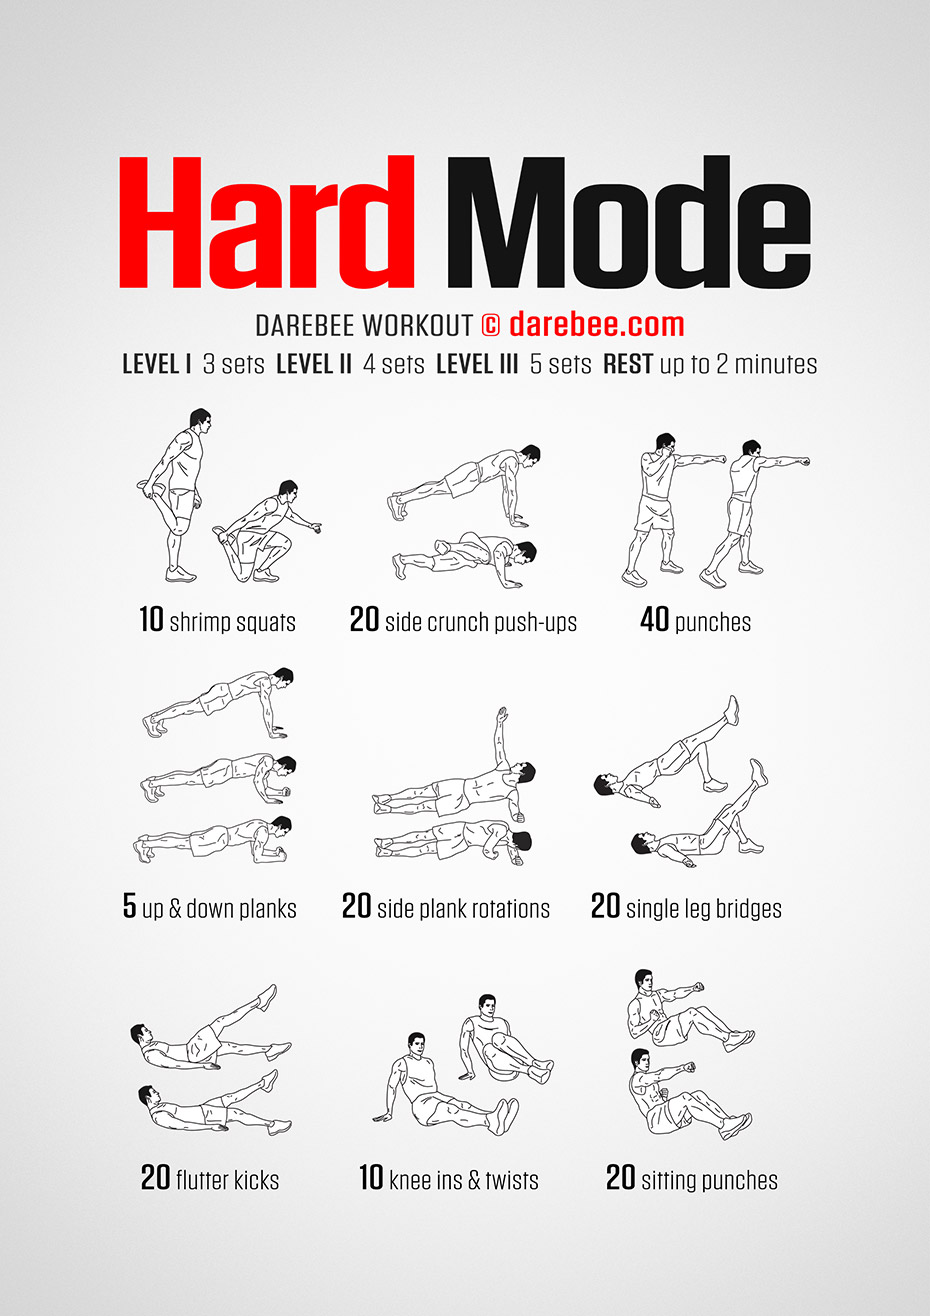 Hard Mode
DAREBEE WORKOUT © darebee.com
LEVEL I 3 sets LEVEL II 4 sets LEVEL III 5 sets REST up to 2 minutes
10 shrimp squats
20 side crunch push-ups
40 punches
5 up & down planks
20 side plank rotations
20 single leg bridges
20 flutter kicks
10 knee ins & twists
20 sitting punches